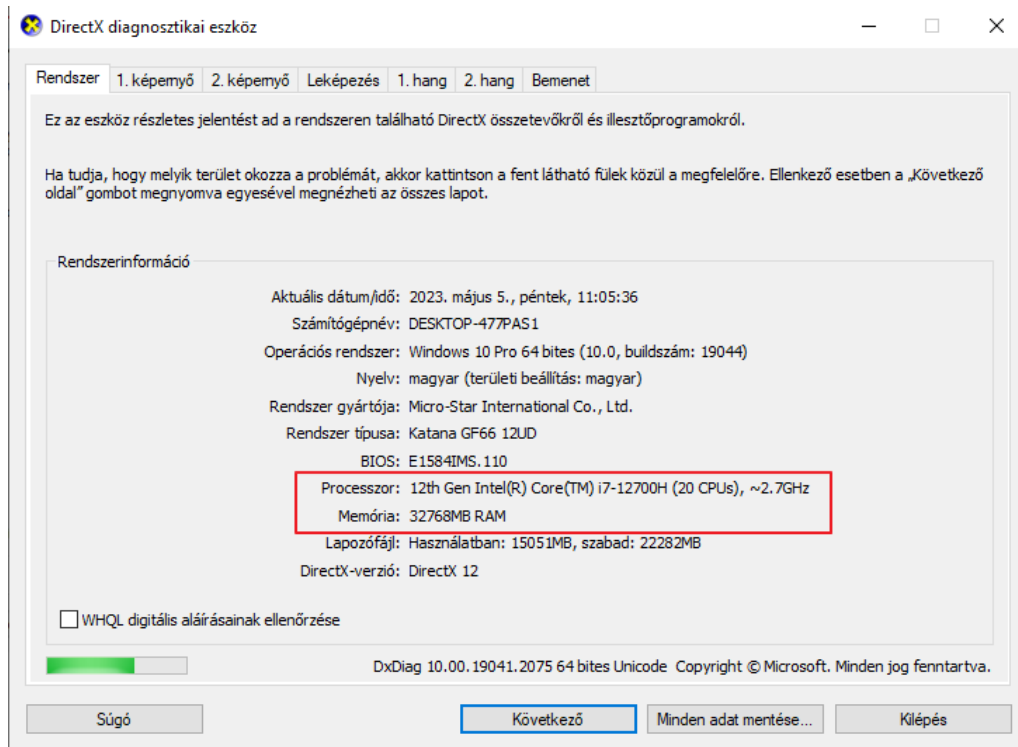 DirectX diagnosztikai eszköz
Rendszer 1. képernyő 2. képernyő Leképezés 1. hang 2. hang Bemenet
Ez az eszköz részletes jelentést ad a rendszeren található DirectX összetevőkről és illesztőprogramokról.
Ha tudja, hogy melyik terület okozza a problémát, akkor kattintson a fent látható fülek közül a megfelelőre. Ellenkező esetben a „Következő
oldal” gombot megnyomva egyesével megnézheti az összes lapot.
Rendszerinformáció
Aktuális dátum/idő: 2023. május 5., péntek, 11:05:36
Számítógépnév: DESKTOP-477PAS1
Operációs rendszer: Windows 10 Pro 64 bites (10.0, buildszám: 19044)
Nyelv: magyar (területi beállítás: magyar)
Rendszer gyártója: Micro-Star International Co., Ltd.
Rendszer típusa: Katana GF66 12UD
BIOS: E1584IMS.110
Processzor: 12th Gen Intel(R) Core(TM) i7-12700H (20 CPUs), ~2.7GHz
Memória: 32768MB RAM
Lapozófájl: Használatban: 15051MB, szabad: 22282MB
DirectX-verzió: DirectX 12
WHQL digitális aláírásainak ellenőrzése
DxDiag 10.00.19041.2075 64 bites Unicode Copyright © Microsoft. Minden jog fenntartva.
Súgó Következő Minden adat mentése... Kilépés